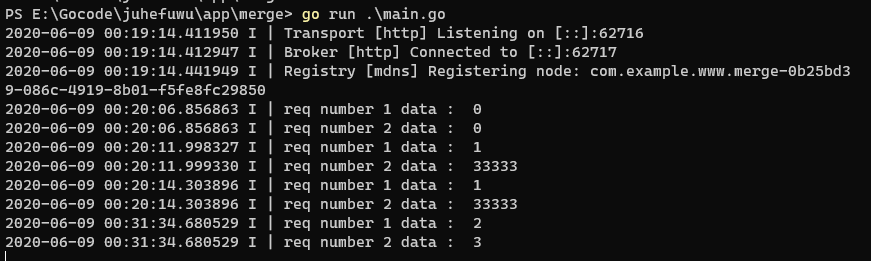 PS E:\Gocode\juhefuwu\app\merge> go run .\main.go
2020-06-09 00:19:14.411950 I | Transport [http] Listening on [::]:62716
2020-06-09 00:19:14.412947 I | Broker [http] Connected to [::]:62717
2020-06-09 00:19:14.441949 I | Registry [mdns] Registering node: com.example.www.merge-0b25bd3
9-086c-4919-8b01-f5fe8fc29850
2020-06-09 00:20:06.856863 I | req number 1 data :  0
2020-06-09 00:20:06.856863 I | req number 2 data :  0
2020-06-09 00:20:11.998327 I | req number 1 data :  1
2020-06-09 00:20:11.999330 I | req number 2 data :  33333
2020-06-09 00:20:14.303896 I | req number 1 data :  1
2020-06-09 00:20:14.303896 I | req number 2 data :  33333
2020-06-09 00:31:34.680529 I | req number 1 data :  2
2020-06-09 00:31:34.680529 I | req number 2 data :  3